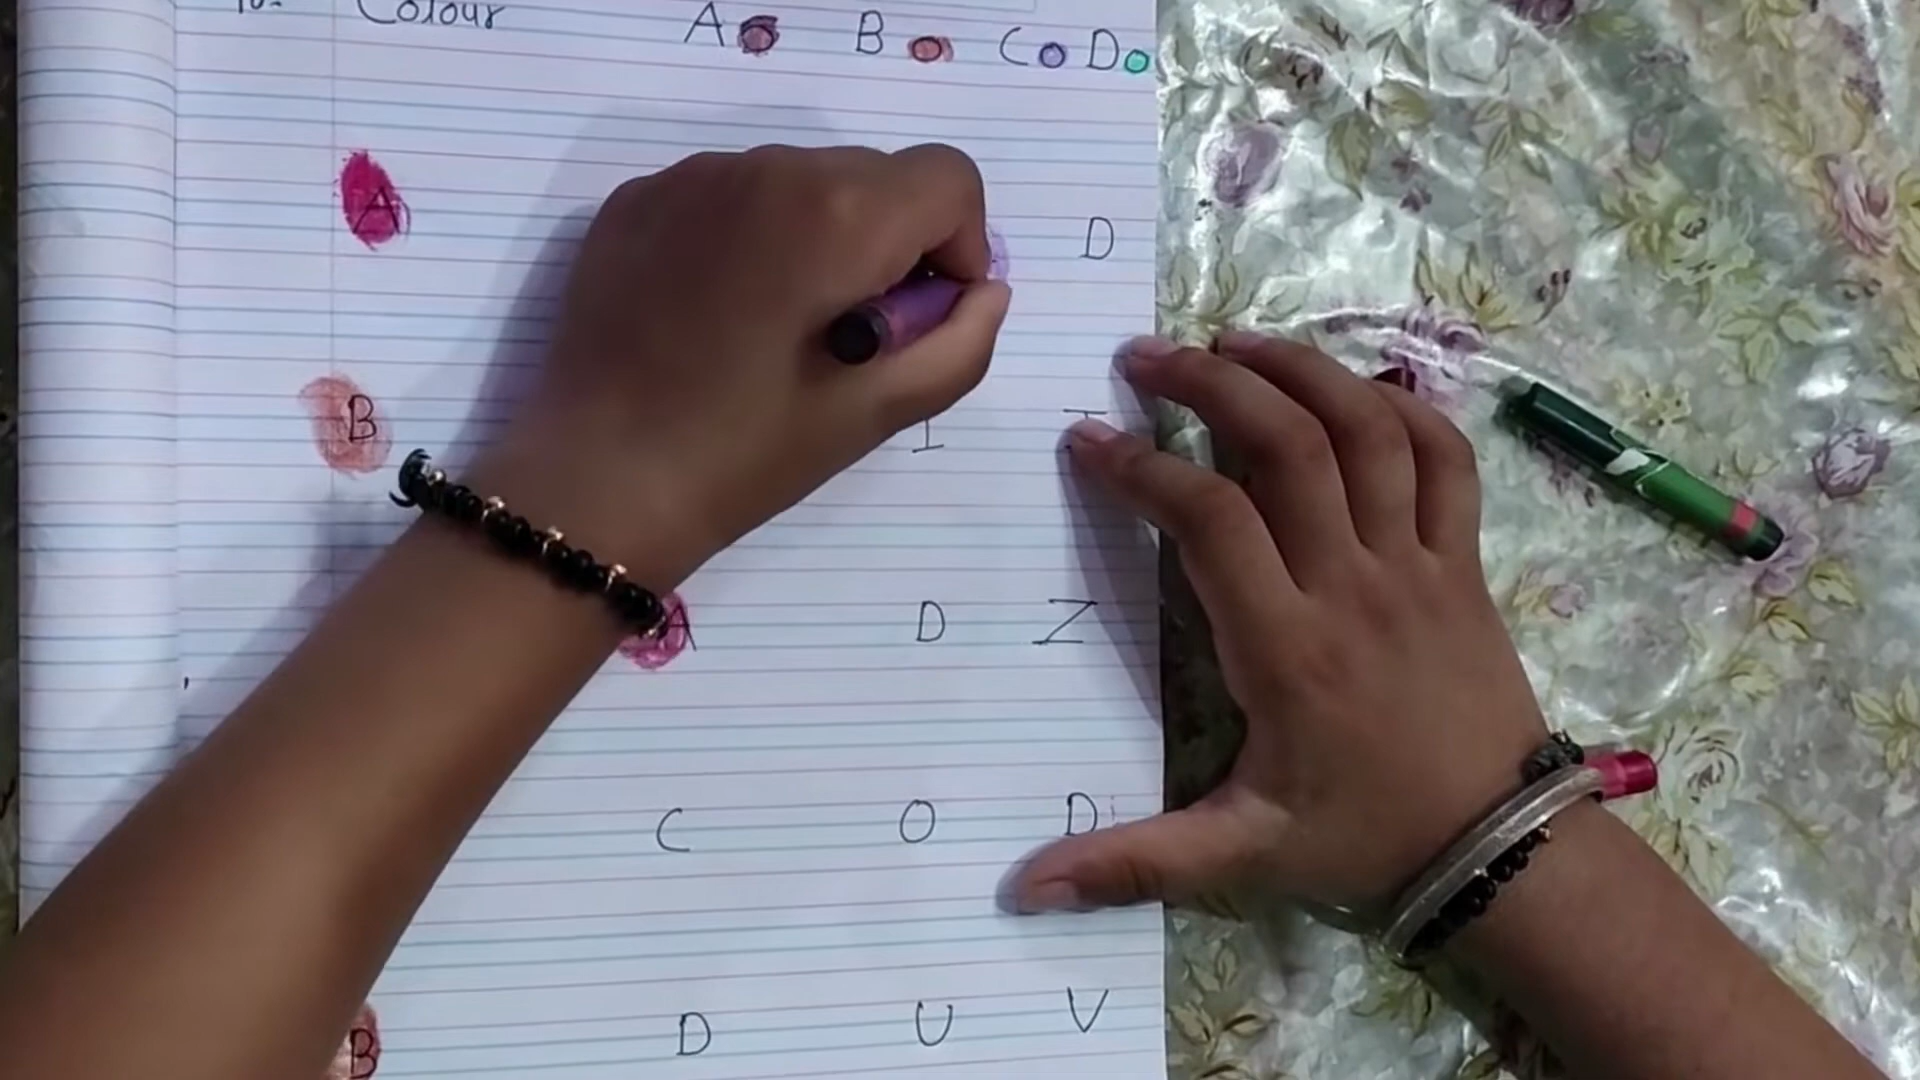 Colour A B C D
A D
B I I
A D Z
C O D
B D U V